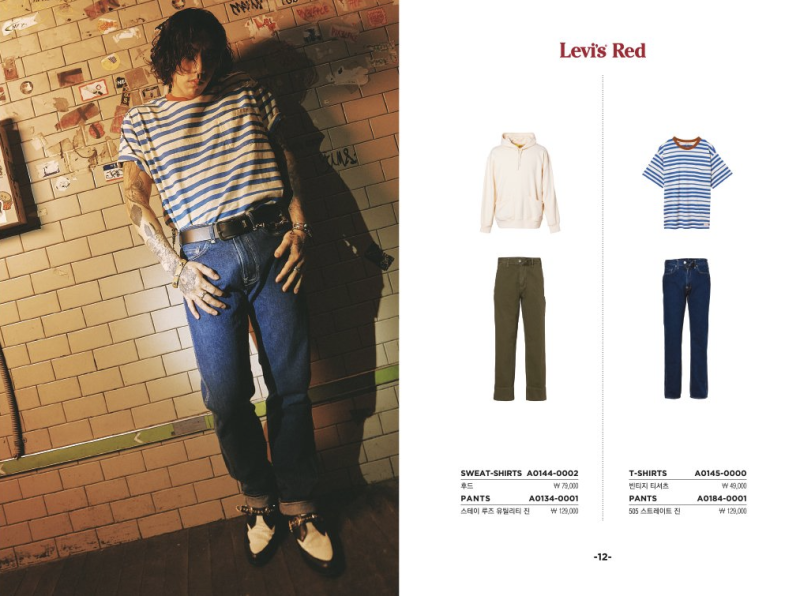 Levi's Red
SWEAT-SHIRTS A0144-0002
후드 ₩ 79,000
PANTS A0134-0001
스테이 루즈 유틸리티 진 ₩ 129,000
T-SHIRTS A0145-0000
빈티지 티셔츠 ₩ 49,000
PANTS A0184-0001
505 스트레이트 진 ₩ 129,000
-12-